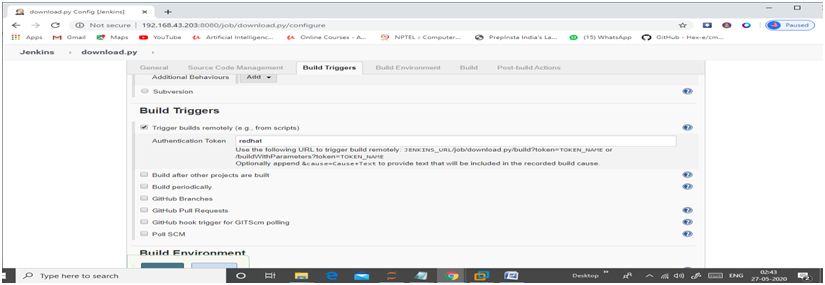 download.py Config [Jenkins]
Not secure | 192.168.43.203:8080/job/download.py/configure
Paused
Apps M Gmail Maps YouTube Artificial Intelligenc... Online Courses - A... NPTEL :: Computer... PrepInsta India's La... (15) WhatsApp GitHub - Hex-e/cm...
Jenkins download.py
General Source Code Management Build Triggers Build Environment Build Post-build Actions
Additional Behaviours Add
Subversion
Build Triggers
Trigger builds remotely (e.g., from scripts)
Authentication Token redhat
Use the following URL to trigger build remotely: JENKINS_URL/job/download.py/build?token=TOKEN_NAME or
/buildWithParameters?token=TOKEN_NAME
Optionally append &cause=Cause+Text to provide text that will be included in the recorded build cause.
Build after other projects are built
Build periodically
GitHub Branches
GitHub Pull Requests
GitHub hook trigger for GITScm polling
Poll SCM
Build Environment
Type here to search
Desktop
ENG
02:43
27-05-2020